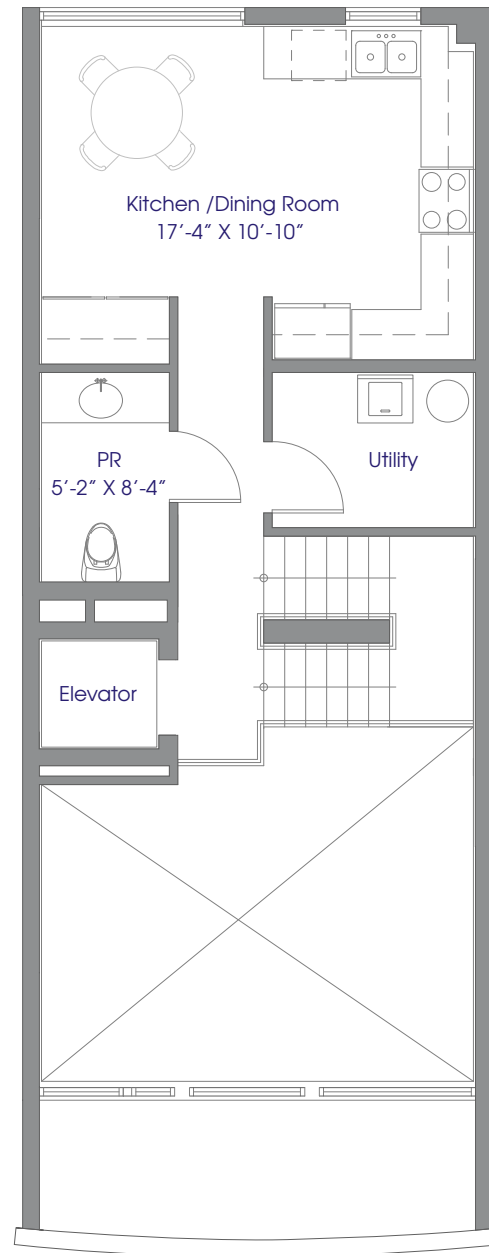 Kitchen /Dining Room
17’-4” X 10’-10”
PR
5’-2” X 8’-4”
Utility
Elevator